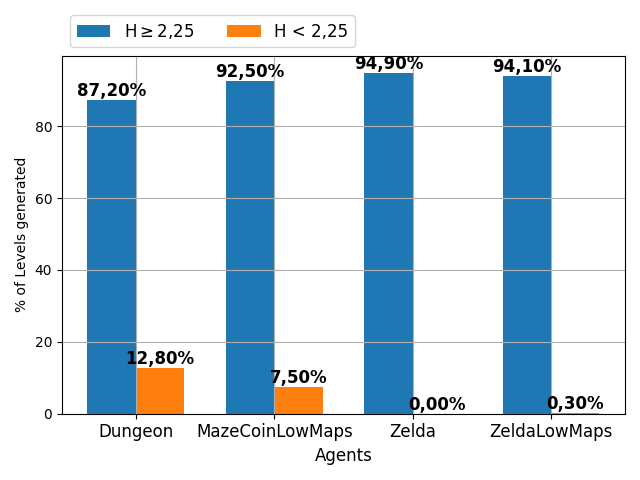 H ≥ 2,25 H < 2,25
87,20% 92,50% 94,90% 94,10%
80
60
40
20
0
12,80% 7,50% 0,00% 0,30%
% of Levels generated
Dungeon MazeCoinLowMaps Zelda ZeldaLowMaps
Agents